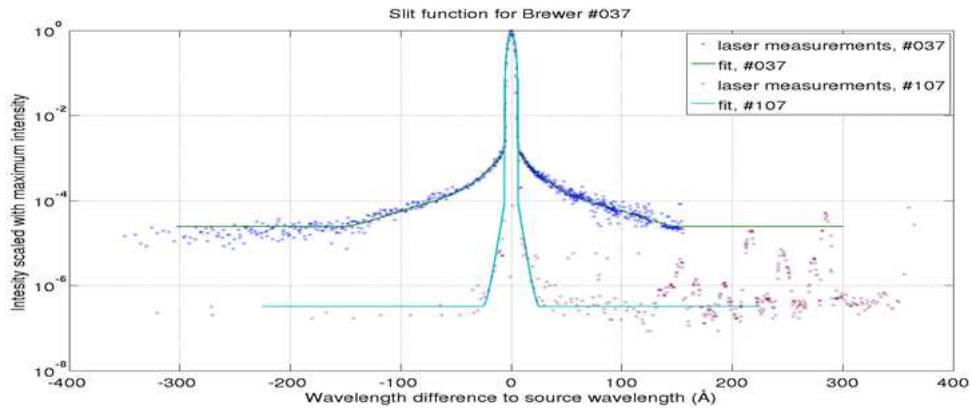 Slit function for Brewer #037
Intesity scaled with maximum intensity
10^0
10^-2
10^-4
10^-6
10^-8
laser measurements, #037
fit, #037
laser measurements, #107
fit, #107
-400 -300 -200 -100 0 100 200 300 400
Wavelength difference to source wavelength (Å)